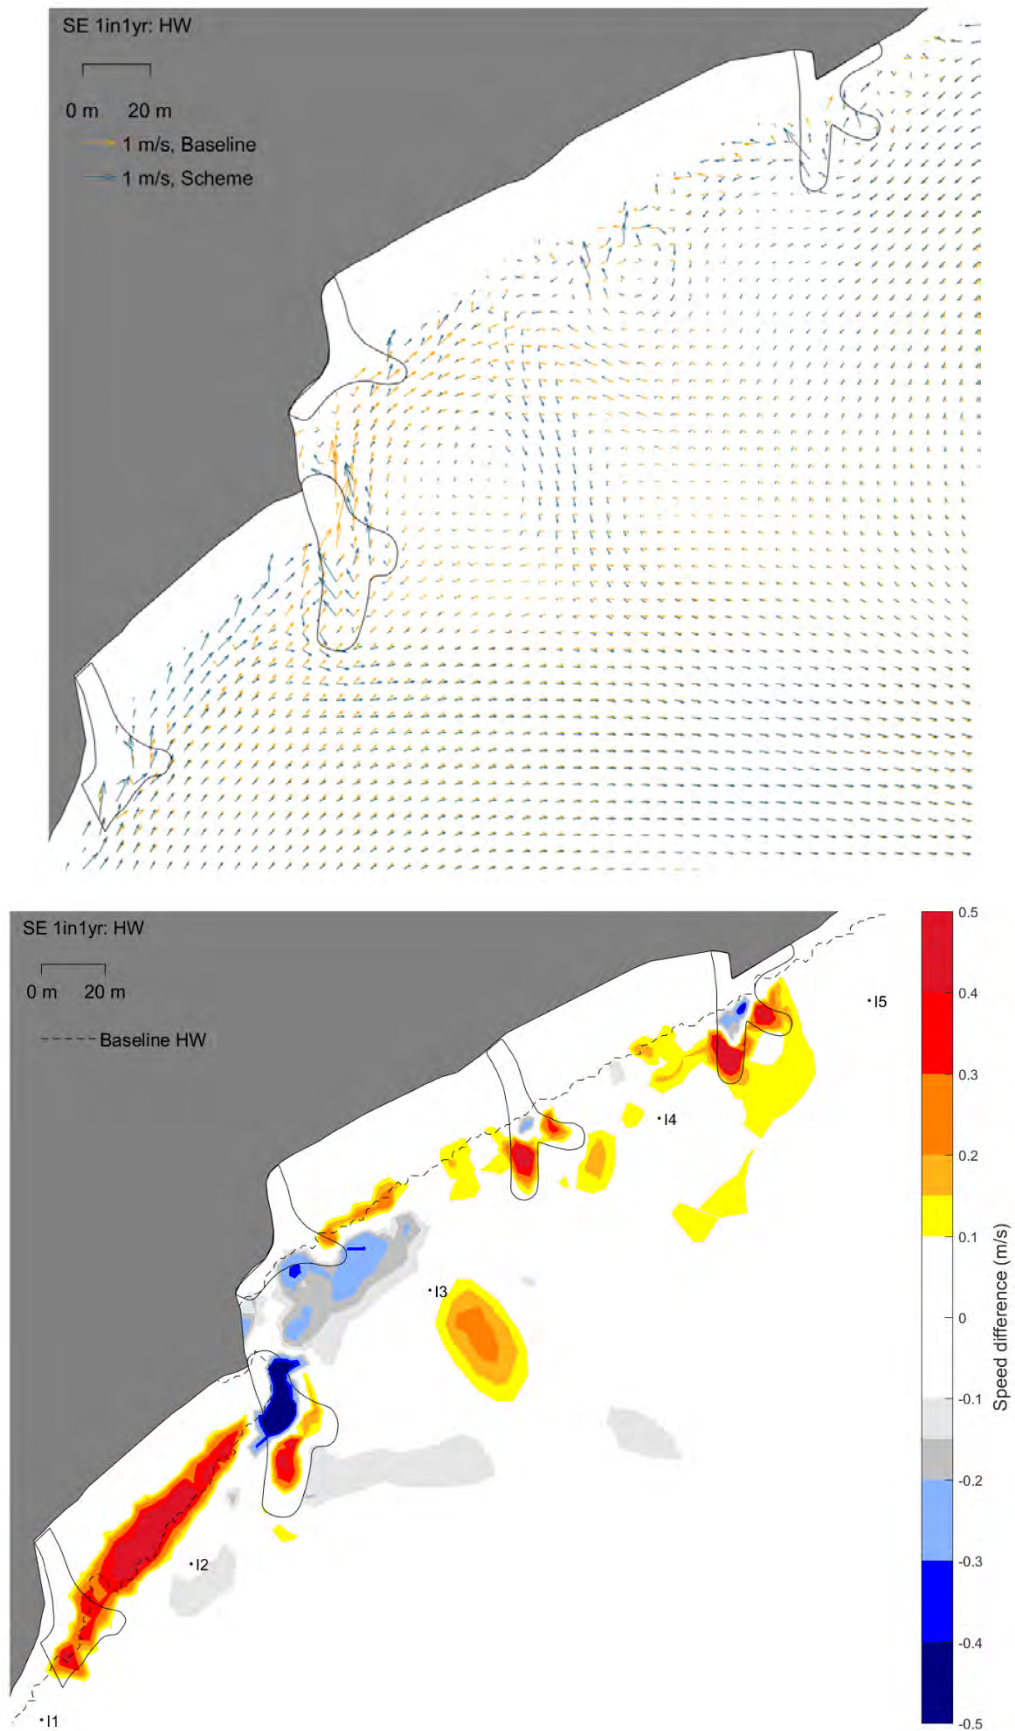 SE 1in1yr: HW
0 m 20 m
1 m/s, Baseline
1 m/s, Scheme
SE 1in1yr: HW
0 m 20 m
Baseline HW
I5
I4
I3
I2
I1
0.5
0.4
0.3
0.2
0.1
0
-0.1
-0.2
-0.3
-0.4
-0.5
Speed difference (m/s)